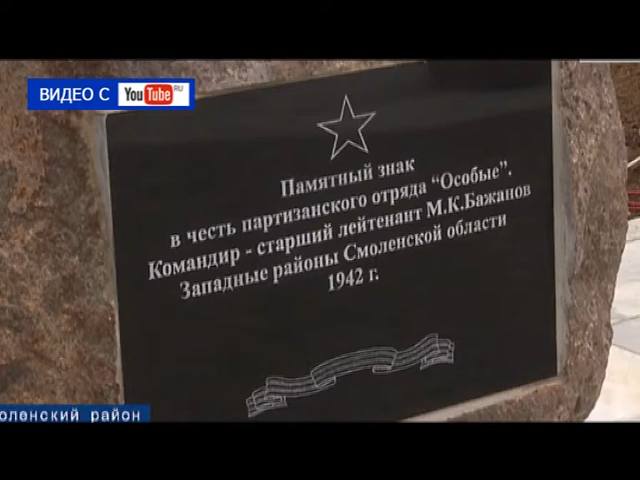 ВИДЕО С YouTube RU
Памятный знак
в честь партизанского отряда "Особые".
Командир - старший лейтенант М.К.Бажанов
Западные районы Смоленской области
1942 г.
оленский район